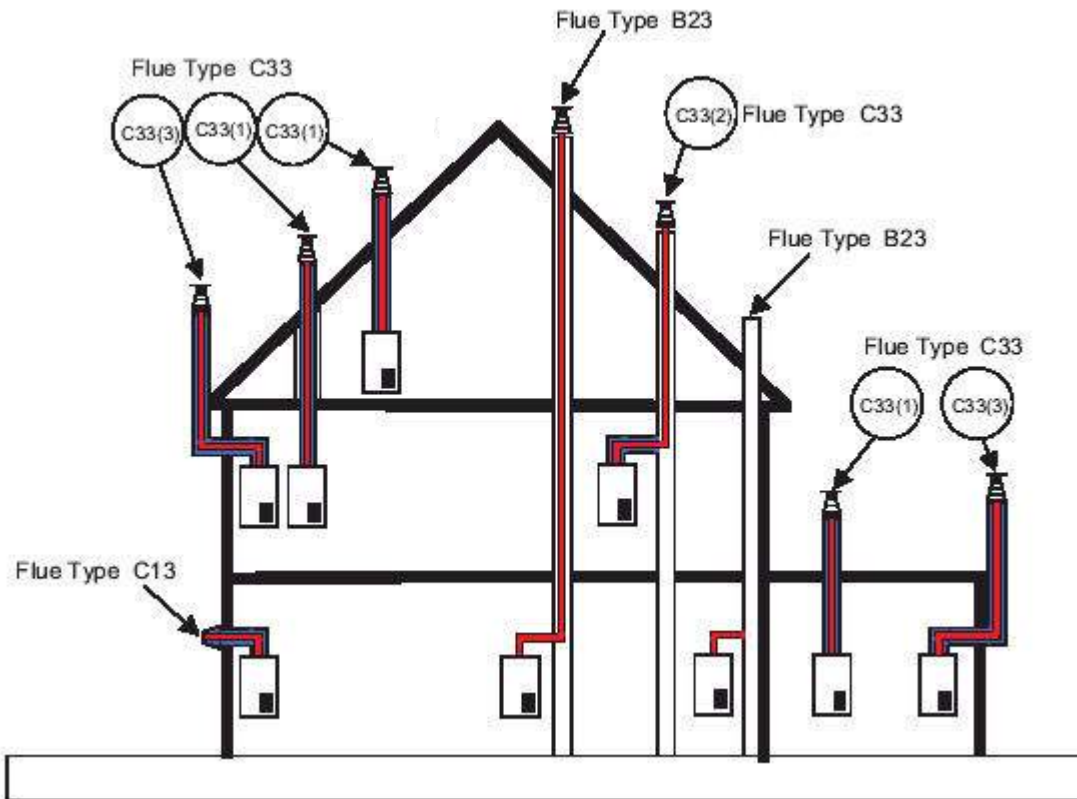 Flue Type B23
Flue Type C33
C33(3) C33(1) C33(1)
C33(2) Flue Type C33
Flue Type B23
Flue Type C33
C33(1) C33(3)
Flue Type C13